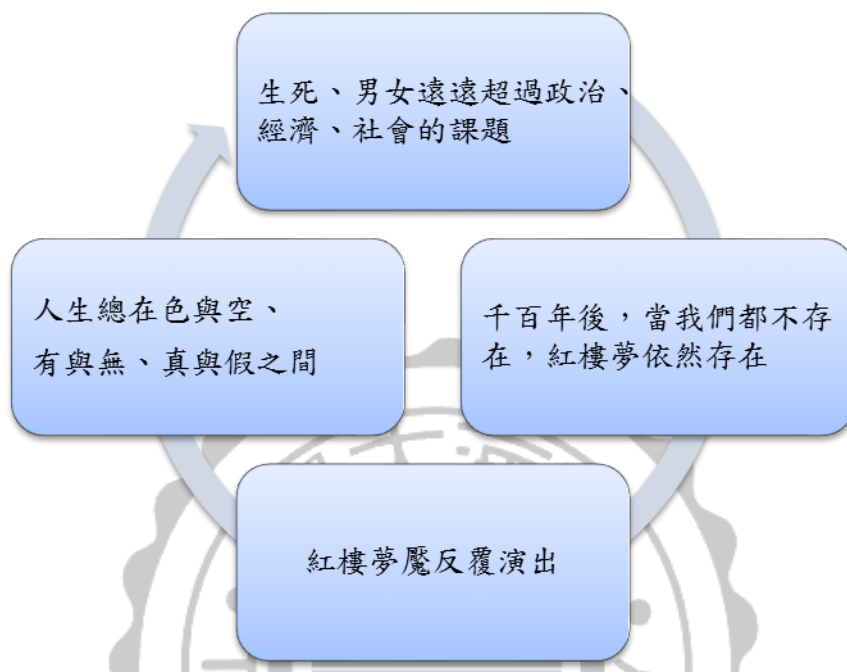 生死、男女遠遠超過政治、
經濟、社會的課題
千百年後，當我們都不存
在，紅樓夢依然存在
紅樓夢魘反覆演出
人生總在色與空、
有與無、真與假之間